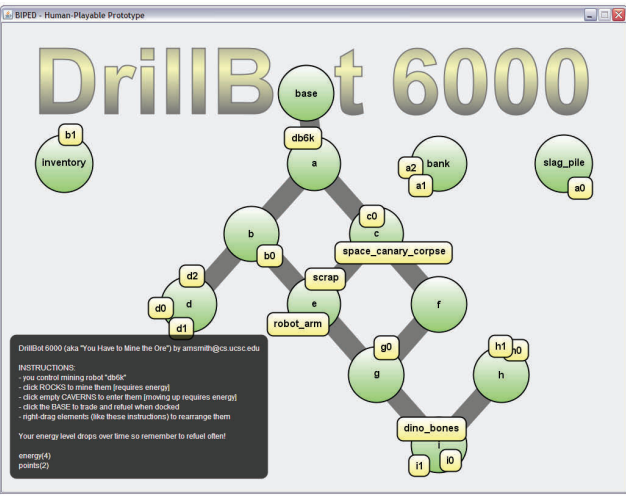 BIPED - Human-Playable Prototype
DrillBot 6000
base
b1
db6k
inventory
a
a2
bank
a1
slag_pile
a0
c0
b
c
b0
space_canary_corpse
d2
scrap
d0
d
e
f
d1
robot_arm
DrillBot 6000 (aka "You Have to Mine the Ore") by amsmith@cs.ucsc.edu
INSTRUCTIONS:
- you control mining robot "db6k"
- click ROCKS to mine them [requires energy]
- click empty CAVERNS to enter them [moving up requires energy]
- click the BASE to trade and refuel when docked
- right-drag elements (like these instructions) to rearrange them
Your energy level drops over time so remember to refuel often!
energy(4)
points(2)
g0
h1
h0
g
h
dino_bones
i
i1
i0